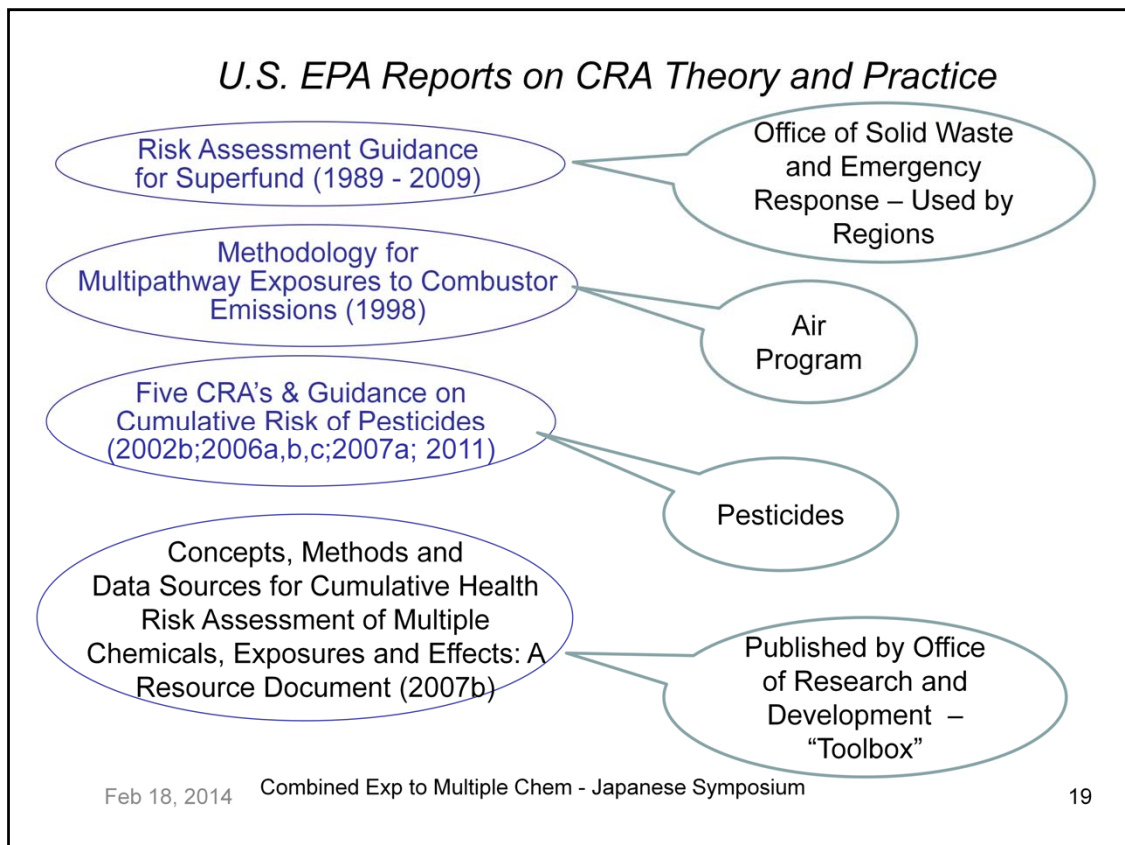 U.S. EPA Reports on CRA Theory and Practice
Risk Assessment Guidance
for Superfund (1989 - 2009)
Office of Solid Waste
and Emergency
Response – Used by
Regions
Methodology for
Multipathway Exposures to Combustor
Emissions (1998)
Air
Program
Five CRA's & Guidance on
Cumulative Risk of Pesticides
(2002b;2006a,b,c;2007a; 2011)
Pesticides
Concepts, Methods and
Data Sources for Cumulative Health
Risk Assessment of Multiple
Chemicals, Exposures and Effects: A
Resource Document (2007b)
Published by Office
of Research and
Development –
“Toolbox”
Feb 18, 2014 Combined Exp to Multiple Chem - Japanese Symposium 19